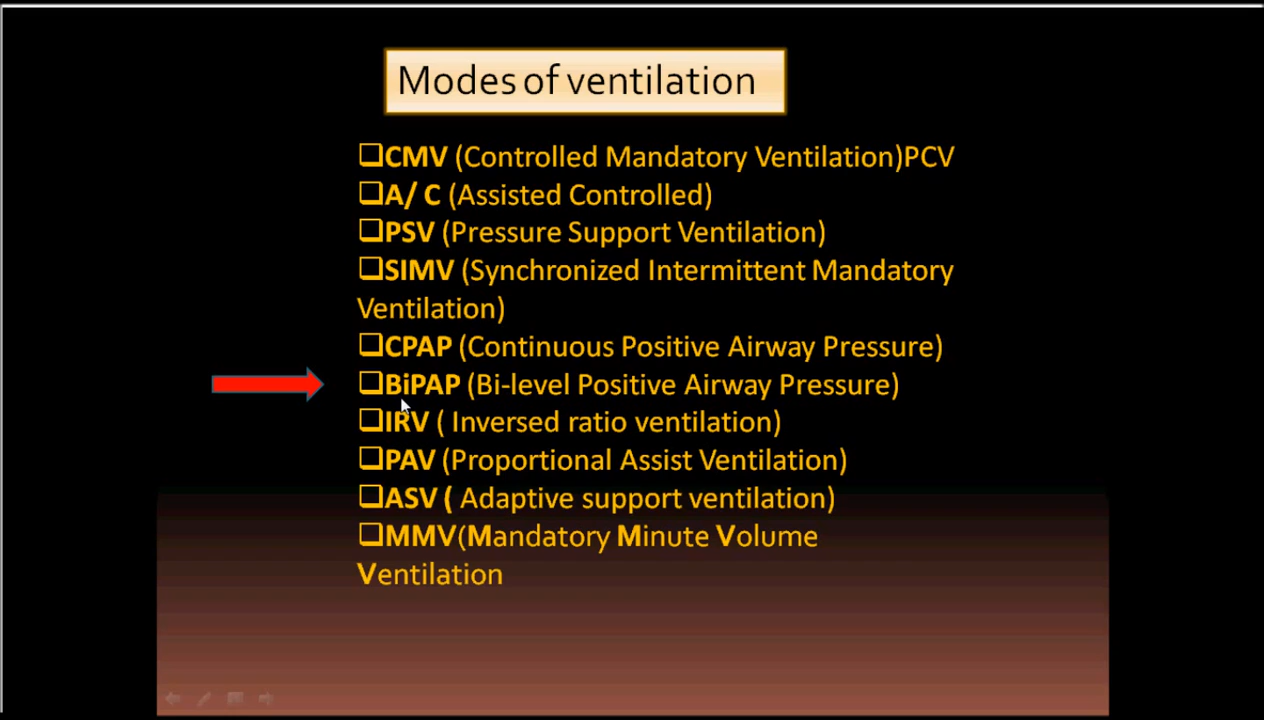 Modes of ventilation
❑CMV (Controlled Mandatory Ventilation)PCV
❑A/ C (Assisted Controlled)
❑PSV (Pressure Support Ventilation)
❑SIMV (Synchronized Intermittent Mandatory
Ventilation)
❑CPAP (Continuous Positive Airway Pressure)
❑BiPAP (Bi-level Positive Airway Pressure)
❑IRV ( Inversed ratio ventilation)
❑PAV (Proportional Assist Ventilation)
❑ASV ( Adaptive support ventilation)
❑MMV(Mandatory Minute Volume
Ventilation